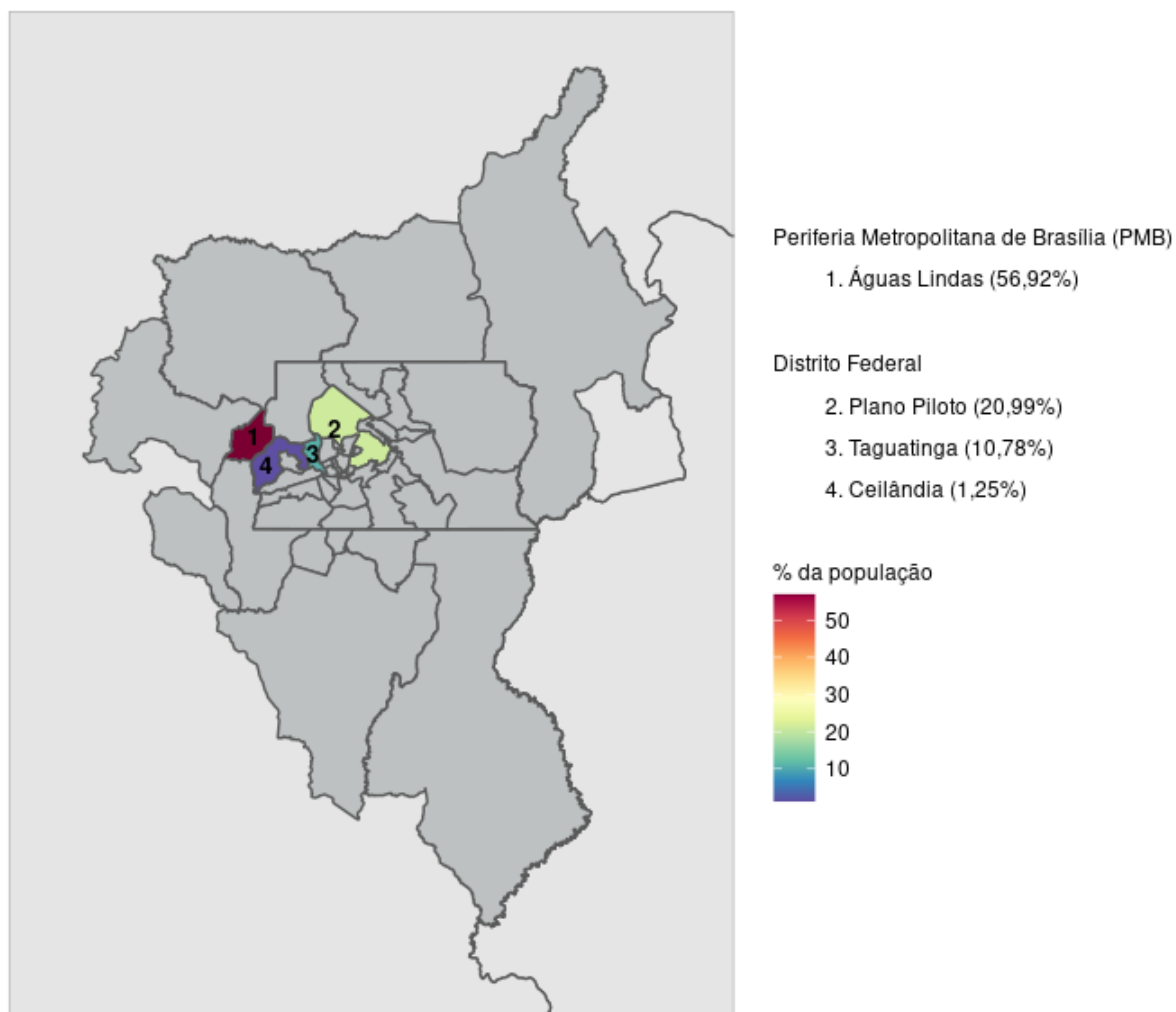 Periferia Metropolitana de Brasília (PMB)
1. Águas Lindas (56,92%)
Distrito Federal
2. Plano Piloto (20,99%)
3. Taguatinga (10,78%)
4. Ceilândia (1,25%)
1
2
3
4
% da população
50
40
30
20
10